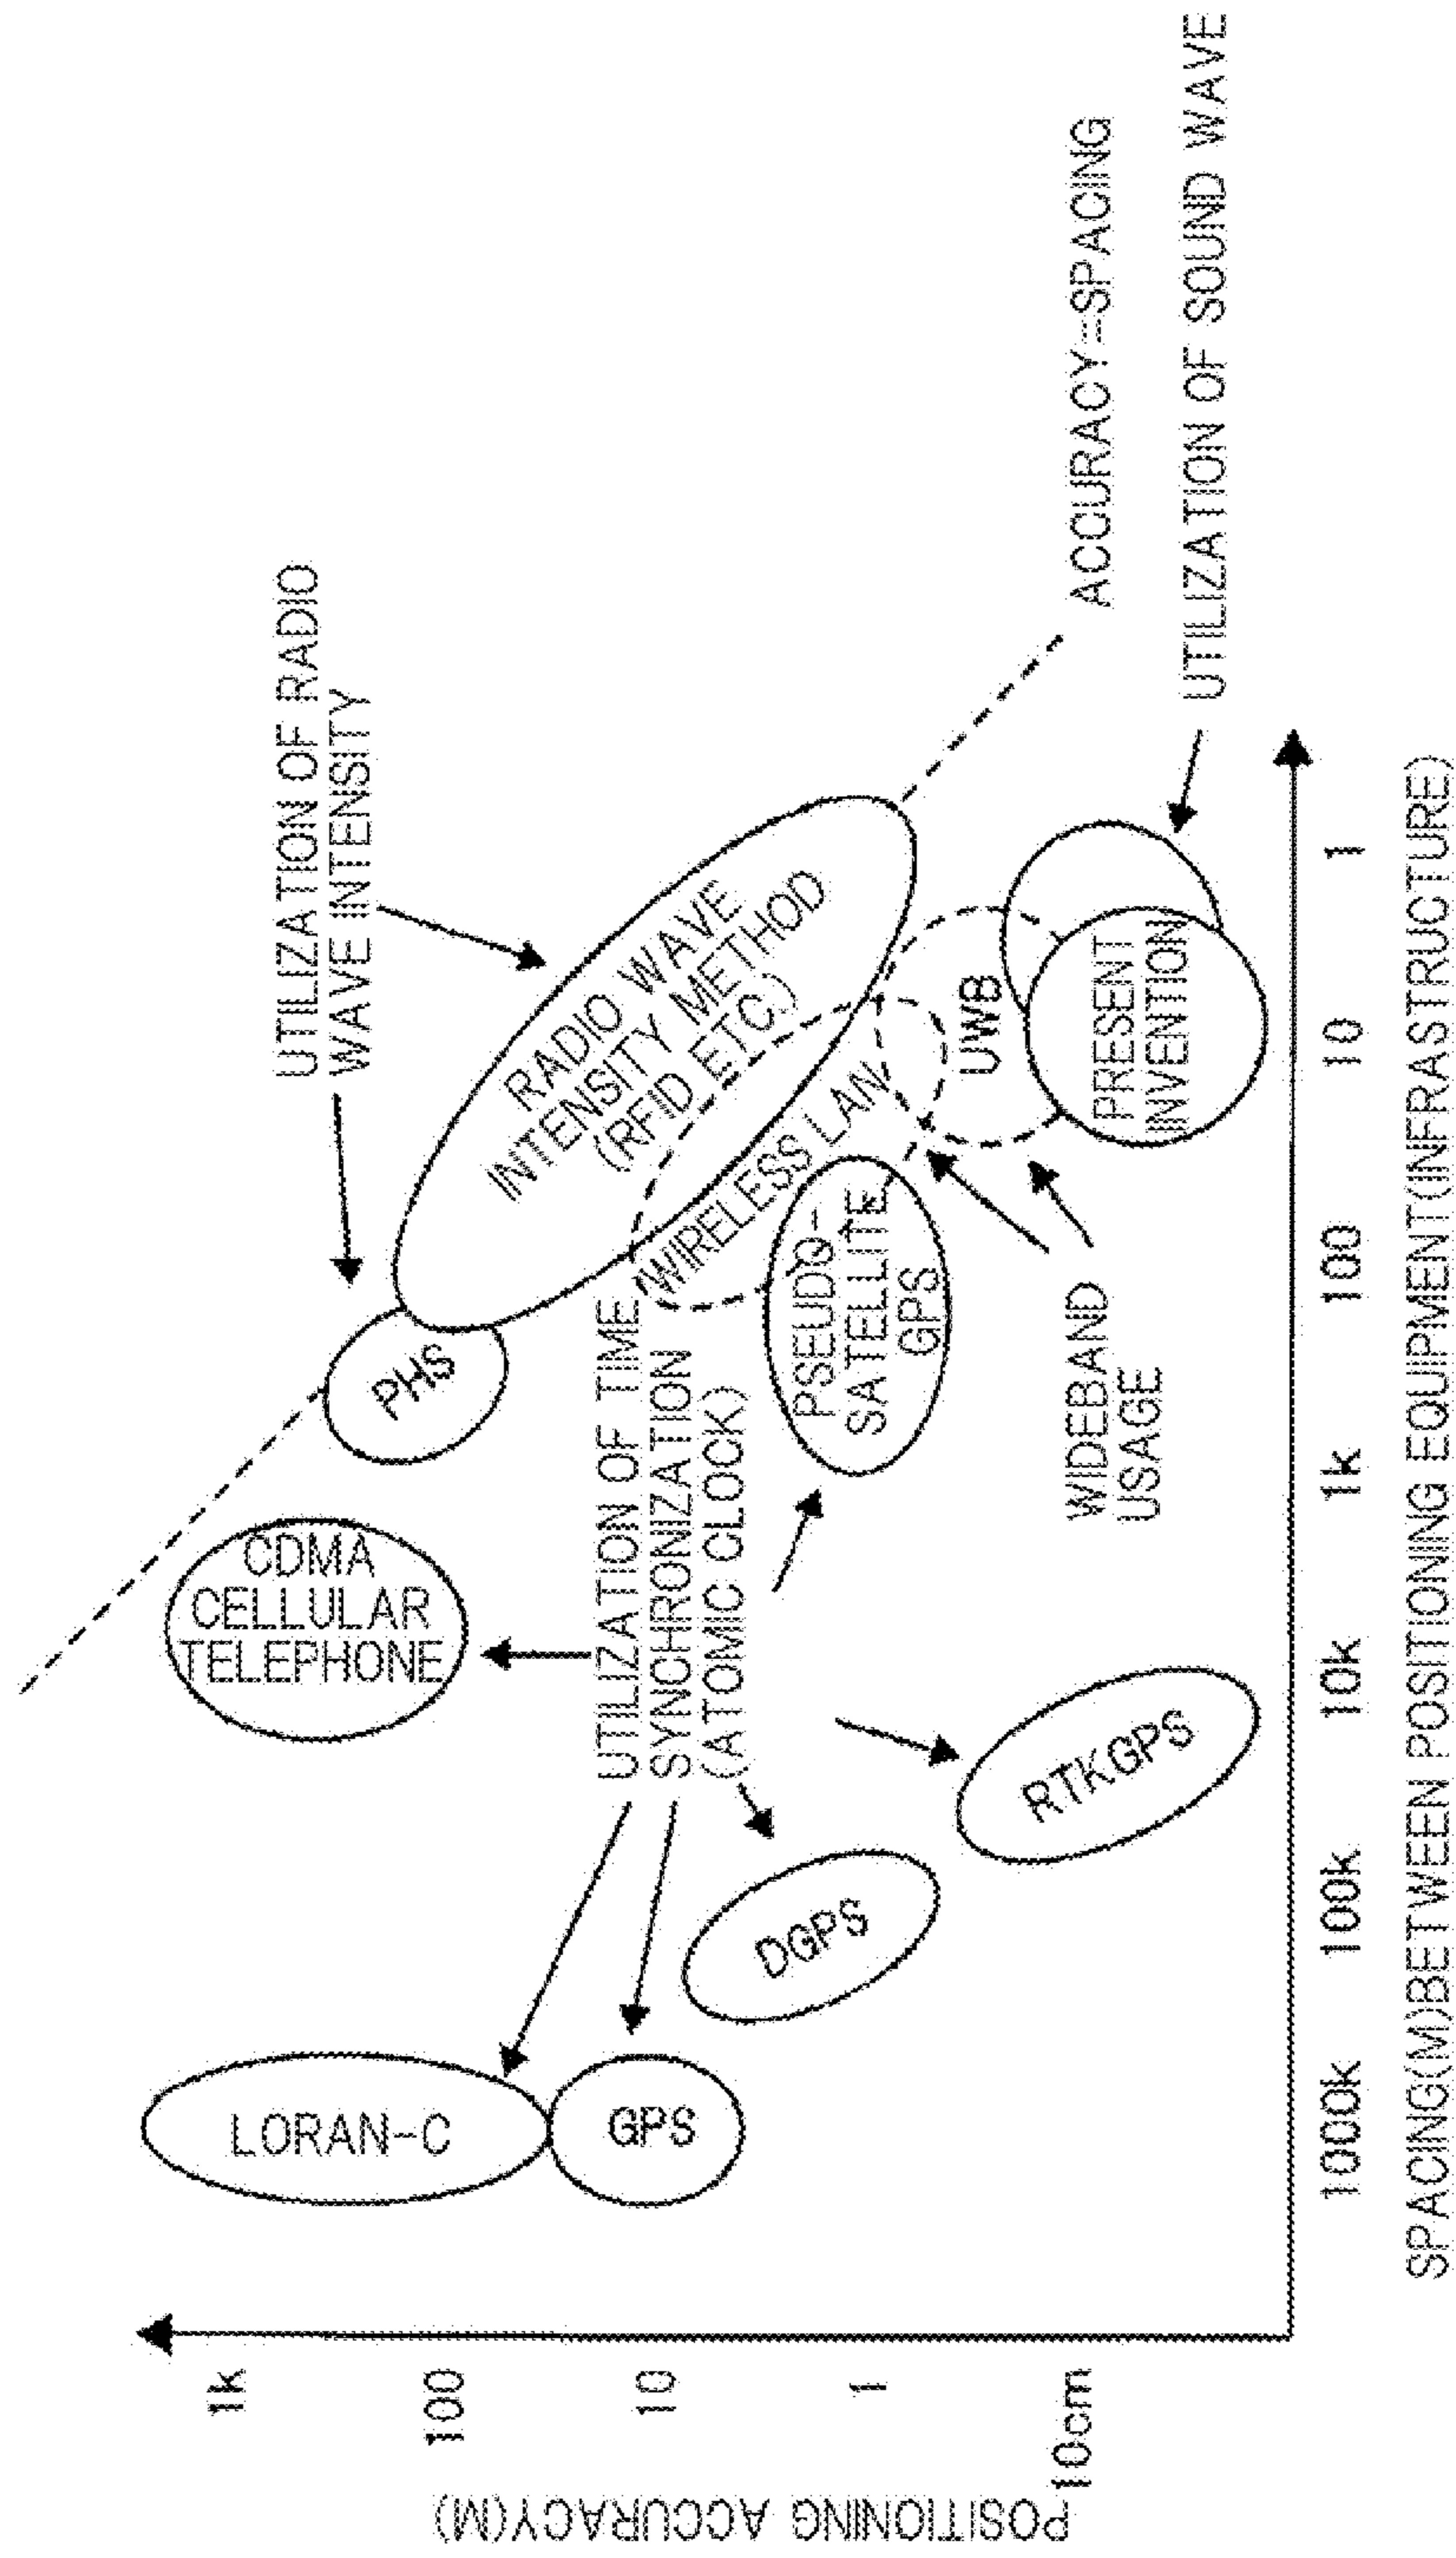 UTILIZATION OF RADIO
WAVE INTENSITY
PHS
CDMA
CELLULAR
TELEPHONE
RADIO WAVE
INTENSITY METHOD
(RFID ETC.)
WIRELESS LAN
UTILIZATION OF TIME
SYNCHRONIZATION
(ATOMIC CLOCK)
LORAN-C
GPS
DGPS
RTKGPS
PSEUDO-
SATELLITE
GPS
UWB
WIDEBAND
USAGE
PRESENT
INVENTION
ACCURACY=SPACING
UTILIZATION OF SOUND WAVE
POSITIONING ACCURACY(M)
1k
100
10
1
10cm
1000k
100k
10k
1k
100
10
1
SPACING(M)BETWEEN POSITIONING EQUIPMENT(INFRASTRUCTURE)